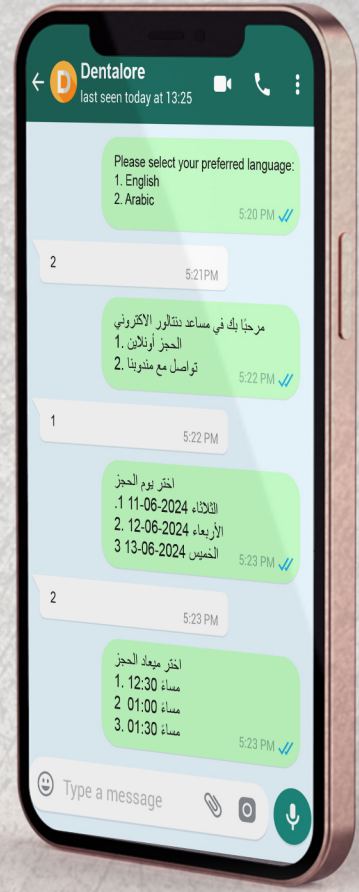 D
Dentalore
last seen today at 13:25
Please select your preferred language:
1. English
2. Arabic
5:20 PM
2
5:21PM
مرحبًا بك في مساعد دنتالور الاكتروني
الحجز أونلاين .1
تواصل مع مندوبنا .2
5:22 PM
1
5:22 PM
اختر يوم الحجز
.1 11-06-2024 الثلاثاء
.2 12-06-2024 الأربعاء
3 13-06-2024 الخميس
5:23 PM
2
5:23 PM
اختر ميعاد الحجز
1. 12:30 مساءً
2 01:00 مساءً
3. 01:30 مساءً
5:23 PM
Type a message